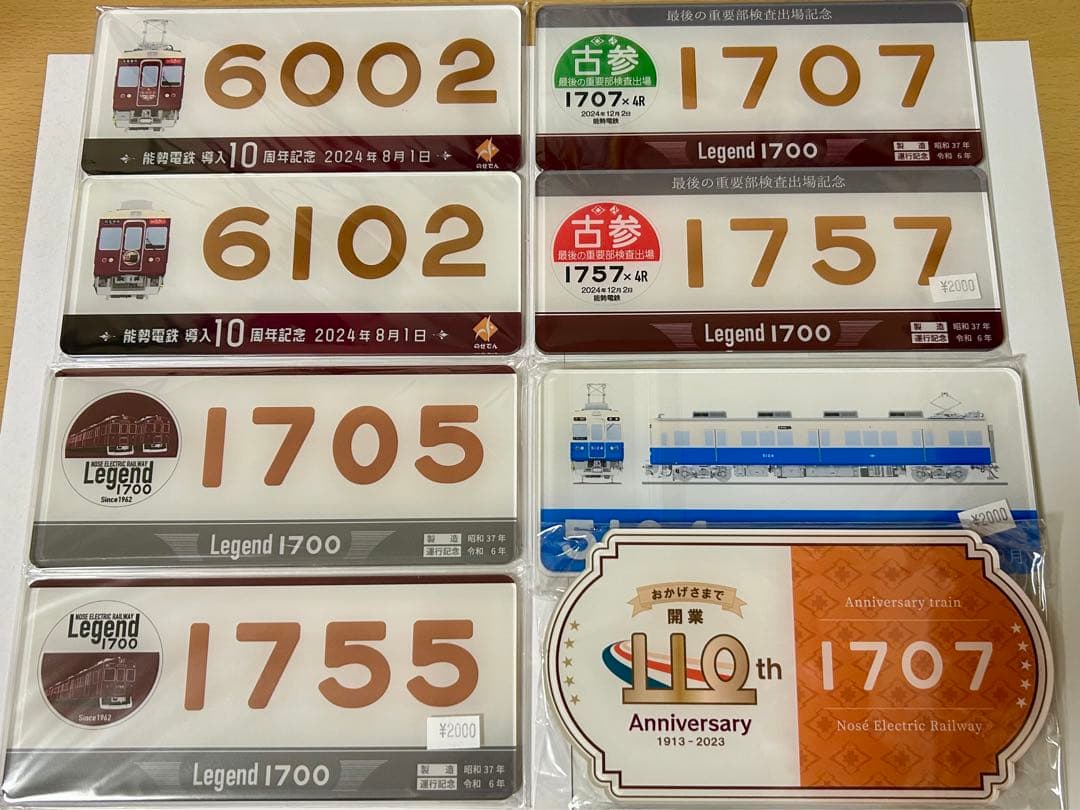 6002
能勢電鉄 導入10周年記念 2024年8月1日
のせでん
6102
能勢電鉄 導入10周年記念 2024年8月1日
のせでん
NOSE ELECTRIC RAILWAY
Legend
1700
Since1962
1705
Legend 1700
製造 昭和37年
運行記念 令和 6年
NOSE ELECTRIC RAILWAY
Legend
1700
Since1962
1755
¥2000
Legend 1700
製造 昭和37年
運行記念 令和 6年
最後の重要部検査出場記念
古参
最後の重要部検査出場
1707×4R
2024年12月2日
能勢電鉄
1707
Legend 1700
製造 昭和37年
運行記念 令和 6年
最後の重要部検査出場記念
古参
最後の重要部検査出場
1757×4R
2024年12月2日
能勢電鉄
1757
¥2000
Legend 1700
製造 昭和37年
運行記念 令和 6年
5124
5124
¥2000
月
おかげさまで
開業
110th
Anniversary
1913-2023
Anniversary train
1707
Nosé Electric Railway